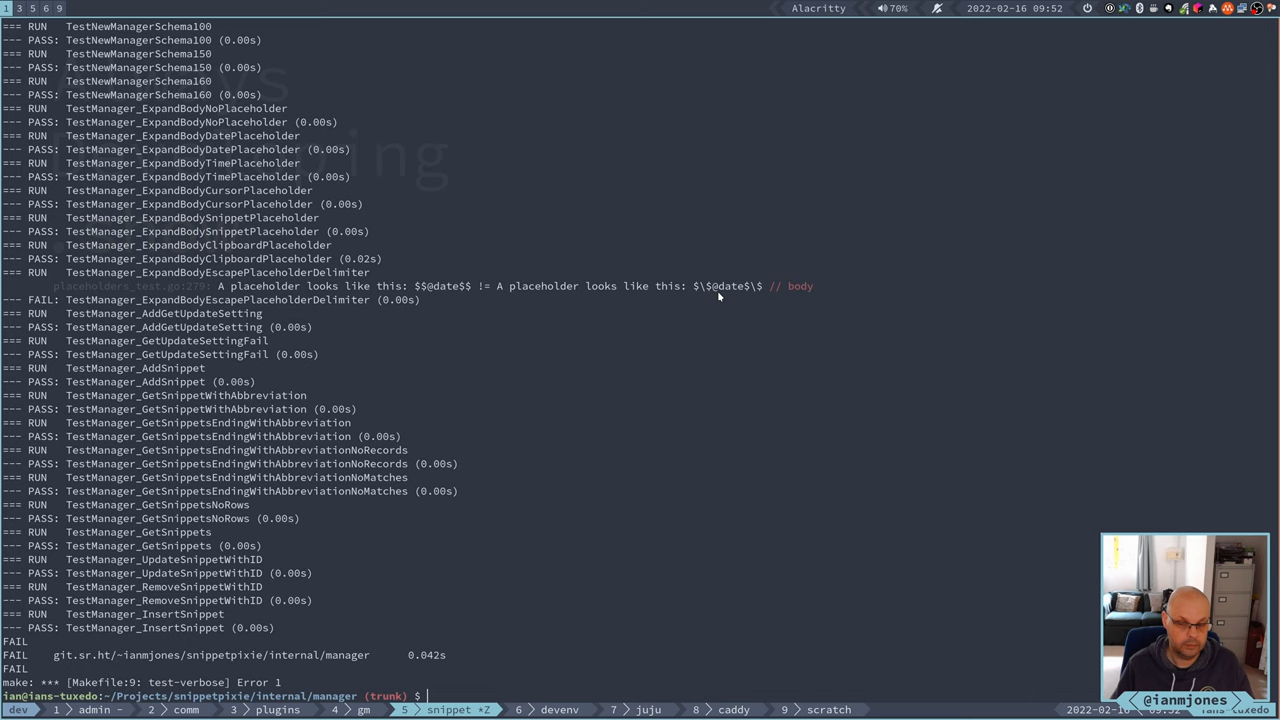 1 3 5 6 9
Alacritty
70%
2022-02-16 09:52
=== RUN TestNewManagerSchema100
--- PASS: TestNewManagerSchema100 (0.00s)
=== RUN TestNewManagerSchema150
--- PASS: TestNewManagerSchema150 (0.00s)
=== RUN TestNewManagerSchema160
--- PASS: TestNewManagerSchema160 (0.00s)
=== RUN TestManager_ExpandBodyNoPlaceholder
--- PASS: TestManager_ExpandBodyNoPlaceholder (0.00s)
=== RUN TestManager_ExpandBodyDatePlaceholder
--- PASS: TestManager_ExpandBodyDatePlaceholder (0.00s)
=== RUN TestManager_ExpandBodyTimePlaceholder
--- PASS: TestManager_ExpandBodyTimePlaceholder (0.00s)
=== RUN TestManager_ExpandBodyCursorPlaceholder
--- PASS: TestManager_ExpandBodyCursorPlaceholder (0.00s)
=== RUN TestManager_ExpandBodySnippetPlaceholder
--- PASS: TestManager_ExpandBodySnippetPlaceholder (0.00s)
=== RUN TestManager_ExpandBodyClipboardPlaceholder
--- PASS: TestManager_ExpandBodyClipboardPlaceholder (0.02s)
=== RUN TestManager_ExpandBodyEscapePlaceholderDelimiter
placeholders_test.go:279: A placeholder looks like this: $$@date$$ != A placeholder looks like this: $\$@date$\$ // body
--- FAIL: TestManager_ExpandBodyEscapePlaceholderDelimiter (0.00s)
=== RUN TestManager_AddGetUpdateSetting
--- PASS: TestManager_AddGetUpdateSetting (0.00s)
=== RUN TestManager_GetUpdateSettingFail
--- PASS: TestManager_GetUpdateSettingFail (0.00s)
=== RUN TestManager_AddSnippet
--- PASS: TestManager_AddSnippet (0.00s)
=== RUN TestManager_GetSnippetWithAbbreviation
--- PASS: TestManager_GetSnippetWithAbbreviation (0.00s)
=== RUN TestManager_GetSnippetsEndingWithAbbreviation
--- PASS: TestManager_GetSnippetsEndingWithAbbreviation (0.00s)
=== RUN TestManager_GetSnippetsEndingWithAbbreviationNoRecords
--- PASS: TestManager_GetSnippetsEndingWithAbbreviationNoRecords (0.00s)
=== RUN TestManager_GetSnippetsEndingWithAbbreviationNoMatches
--- PASS: TestManager_GetSnippetsEndingWithAbbreviationNoMatches (0.00s)
=== RUN TestManager_GetSnippetsNoRows
--- PASS: TestManager_GetSnippetsNoRows (0.00s)
=== RUN TestManager_GetSnippets
--- PASS: TestManager_GetSnippets (0.00s)
=== RUN TestManager_UpdateSnippetWithID
--- PASS: TestManager_UpdateSnippetWithID (0.00s)
=== RUN TestManager_RemoveSnippetWithID
--- PASS: TestManager_RemoveSnippetWithID (0.00s)
=== RUN TestManager_InsertSnippet
--- PASS: TestManager_InsertSnippet (0.00s)
FAIL
FAIL git.sr.ht/~ianmjones/snippetpixie/internal/manager 0.042s
FAIL
make: *** [Makefile:9: test-verbose] Error 1
ian@ians-tuxedo:~/Projects/snippetpixie/internal/manager (trunk) $
@ianmjones
dev 1 admin - 2 comm 3 plugins 4 gm 5 snippet *Z 6 devenv 7 juju 8 caddy 9 scratch 2022-02-16